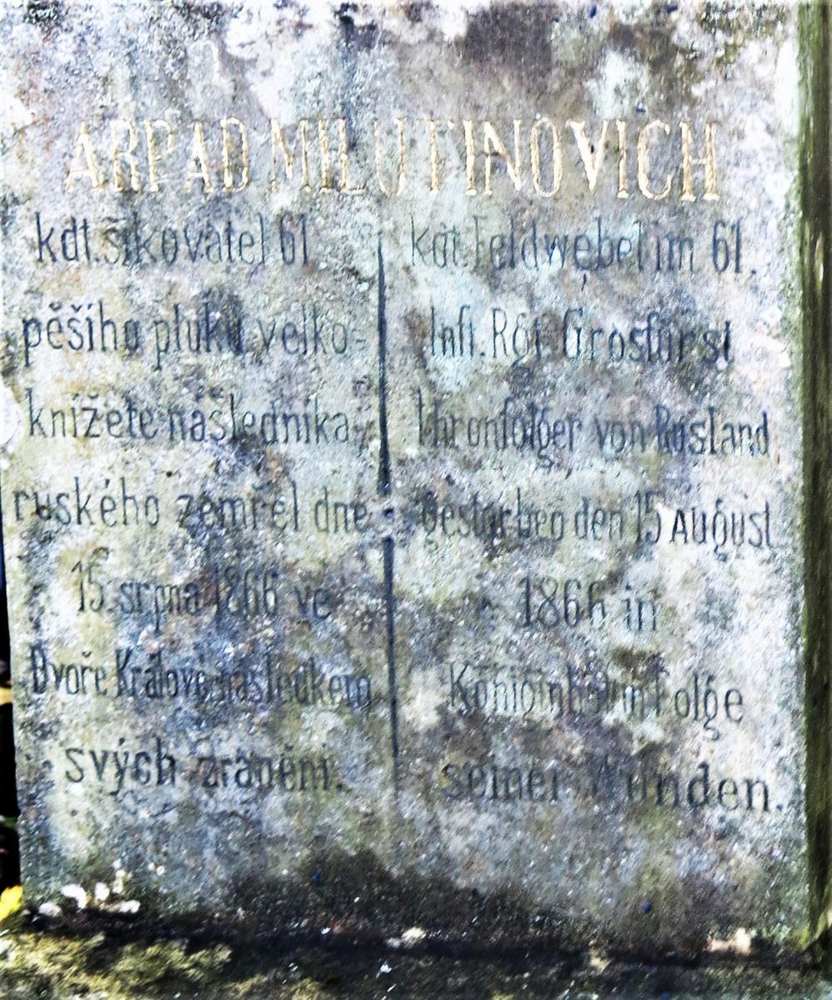 ARPAD MILUTINOVICH
kdt. šikovatel 61
pěšího pluku velko-
knížete následníka
ruského zemřel dne
15. srpna 1866 ve
Dvoře Králové následkem
svých zranění.
kdt. Feldwebel im 61.
Inft. Rgt. Grosfürst
Thronfolger von Rusland
gestorben den 15 August
1866 in
Königinhof in Folge
seiner Wunden.